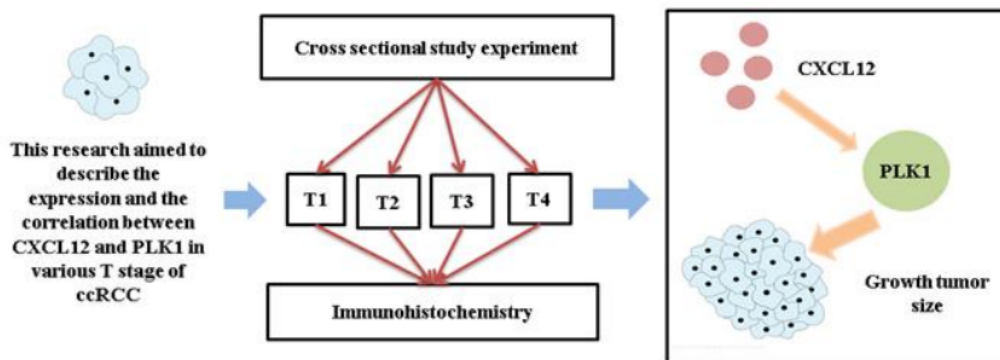 This research aimed to
describe the
expression and the
correlation between
CXCL12 and PLK1 in
various T stage of
ccRCC
Cross sectional study experiment
T1
T2
T3
T4
Immunohistochemistry
CXCL12
PLK1
Growth tumor
size